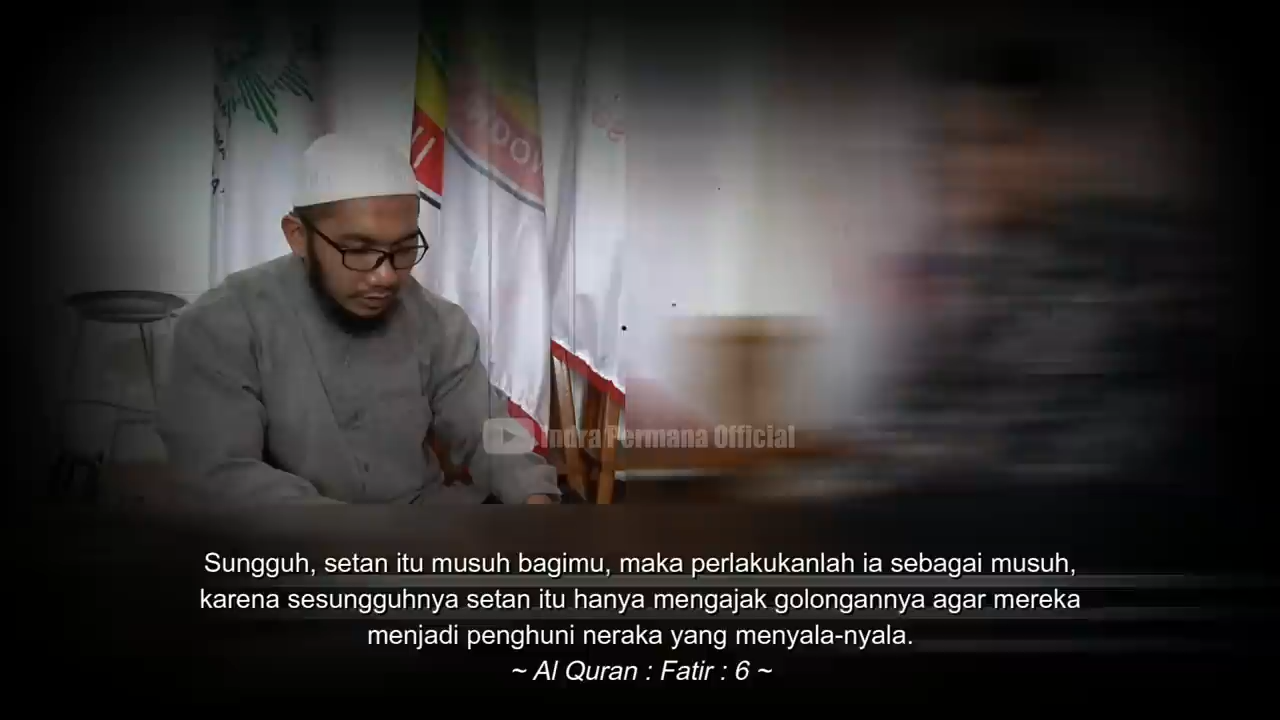 Indra Permana Official
Sungguh, setan itu musuh bagimu, maka perlakukanlah ia sebagai musuh,
karena sesungguhnya setan itu hanya mengajak golongannya agar mereka
menjadi penghuni neraka yang menyala-nyala.
~ Al Quran : Fatir : 6 ~